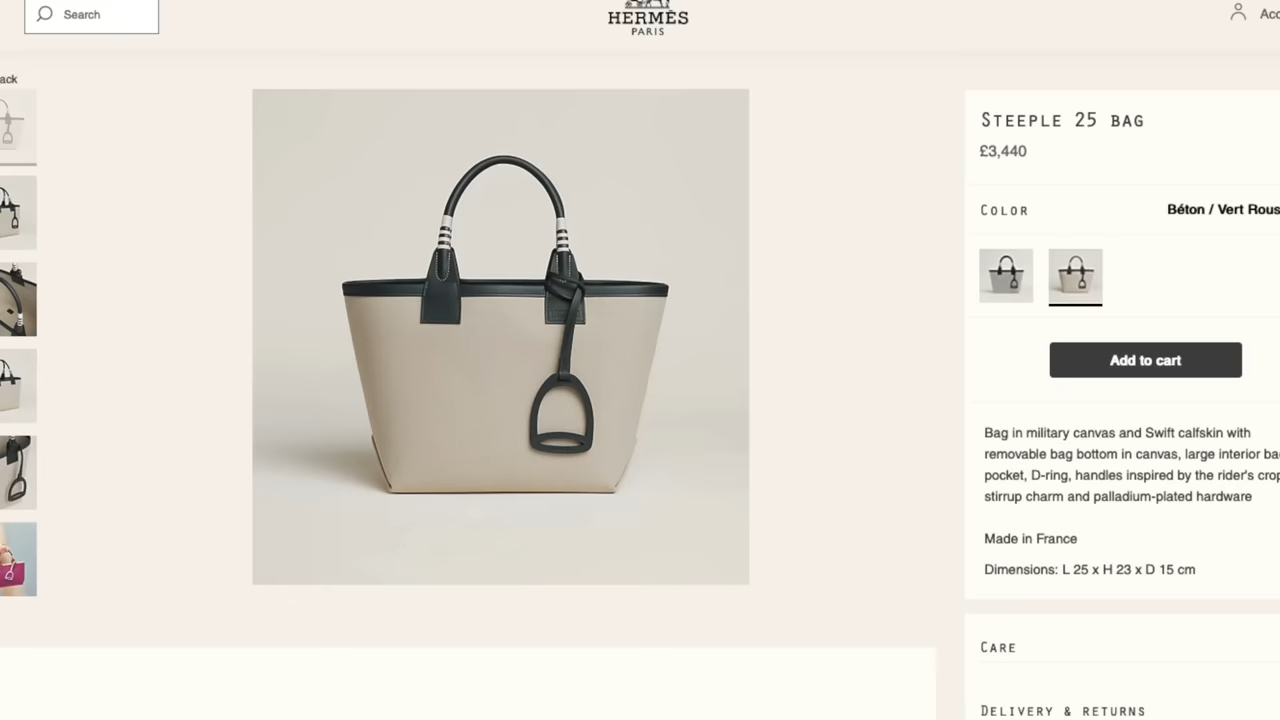 Search
HERMÈS
PARIS
Acc
ack
STEEPLE 25 BAG
£3,440
COLOR
Béton / Vert Rous
Add to cart
Bag in military canvas and Swift calfskin with
removable bag bottom in canvas, large interior ba
pocket, D-ring, handles inspired by the rider's crop
stirrup charm and palladium-plated hardware
Made in France
Dimensions: L 25 x H 23 x D 15 cm
CARE
DELIVERY & RETURNS